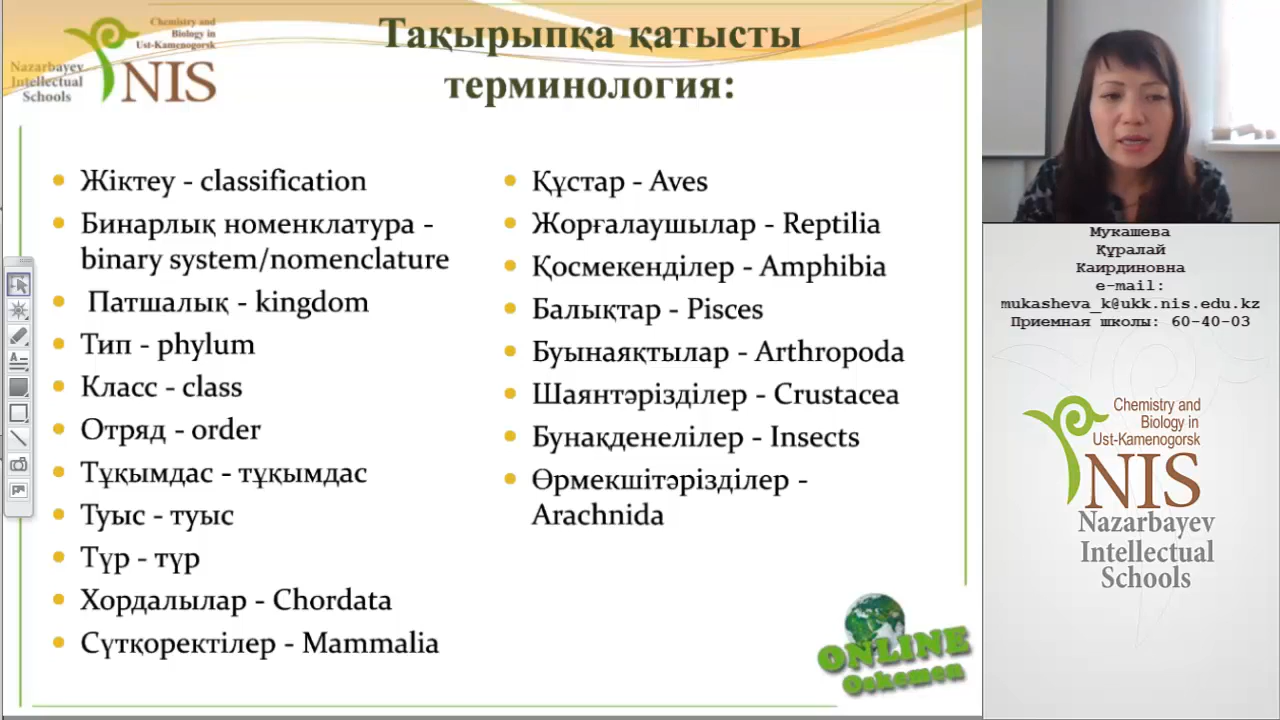 Chemistry and
Biology in
Ust-Kamenogorsk
Nazarbayev
Intellectual
Schools
NIS
Тақырыпқа қатысты
терминология:
Жіктеу - classification
Бинарлық номенклатура -
binary system/nomenclature
Патшалық - kingdom
Тип - phylum
Класс - class
Отряд - order
Тұқымдас - тұқымдас
Туыс - туыс
Түр - түр
Хордалылар - Chordata
Сүтқоректілер - Mammalia
Құстар - Aves
Жорғалаушылар - Reptilia
Қосмекенділер - Amphibia
Балықтар - Pisces
Буынаяқтылар - Arthropoda
Шаянтәрізділер - Crustacea
Бунақденелілер - Insects
Өрмекшітәрізділер -
Arachnida
ONLINE
Оskemen
Мукашева
Құралай
Каирдиновна
e-mail:
mukasheva_k@ukk.nis.edu.kz
Приемная школы: 60-40-03
Chemistry and
Biology in
Ust-Kamenogorsk
NIS
Nazarbayev
Intellectual
Schools